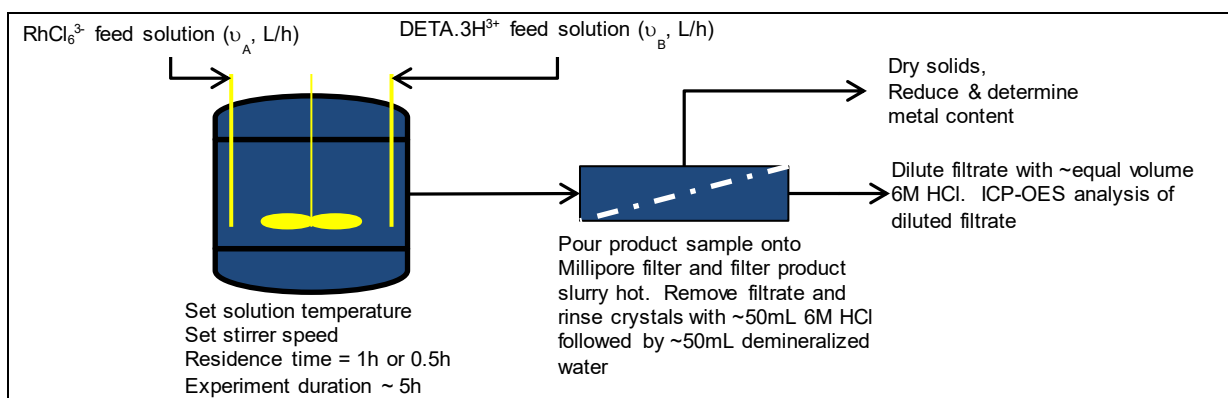 RhCl₆³⁻ feed solution (υ_A, L/h)
DETA.3H³⁺ feed solution (υ_B, L/h)
Dry solids,
Reduce & determine
metal content
Dilute filtrate with ~equal volume
6M HCl.  ICP-OES analysis of
diluted filtrate
Pour product sample onto
Millipore filter and filter product
slurry hot.  Remove filtrate and
rinse crystals with ~50mL 6M HCl
followed by ~50mL demineralized
water
Set solution temperature
Set stirrer speed
Residence time = 1h or 0.5h
Experiment duration ~ 5h